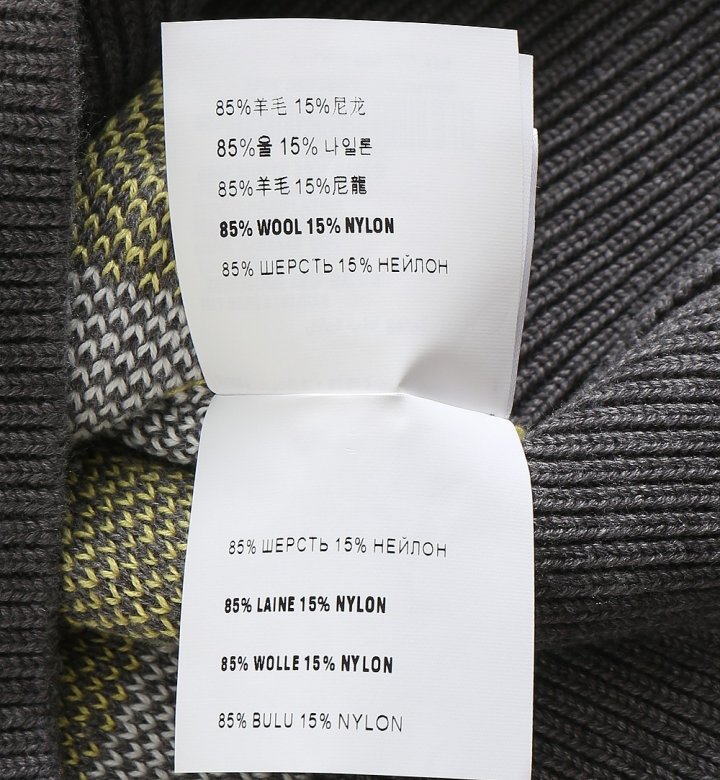 85%羊毛 15%尼龙
85%울 15% 나일론
85%羊毛 15%尼龍
85% WOOL 15% NYLON
85% ШЕРСТЬ 15% НЕЙЛОН
85% ШЕРСТЬ 15% НЕЙЛОН
85% LAINE 15% NYLON
85% WOLLE 15% NYLON
85% BULU 15% NYLON